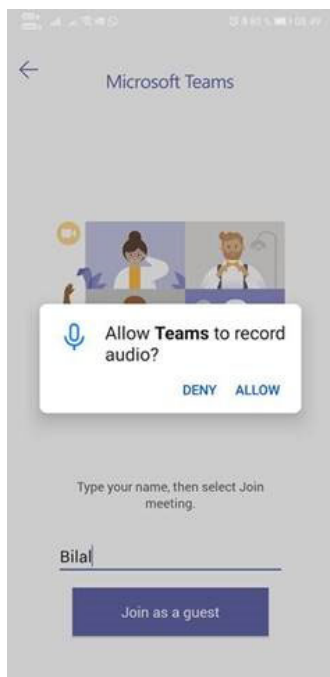 Microsoft Teams
Allow Teams to record
audio?
DENY ALLOW
Type your name, then select Join
meeting.
Bilal
Join as a guest